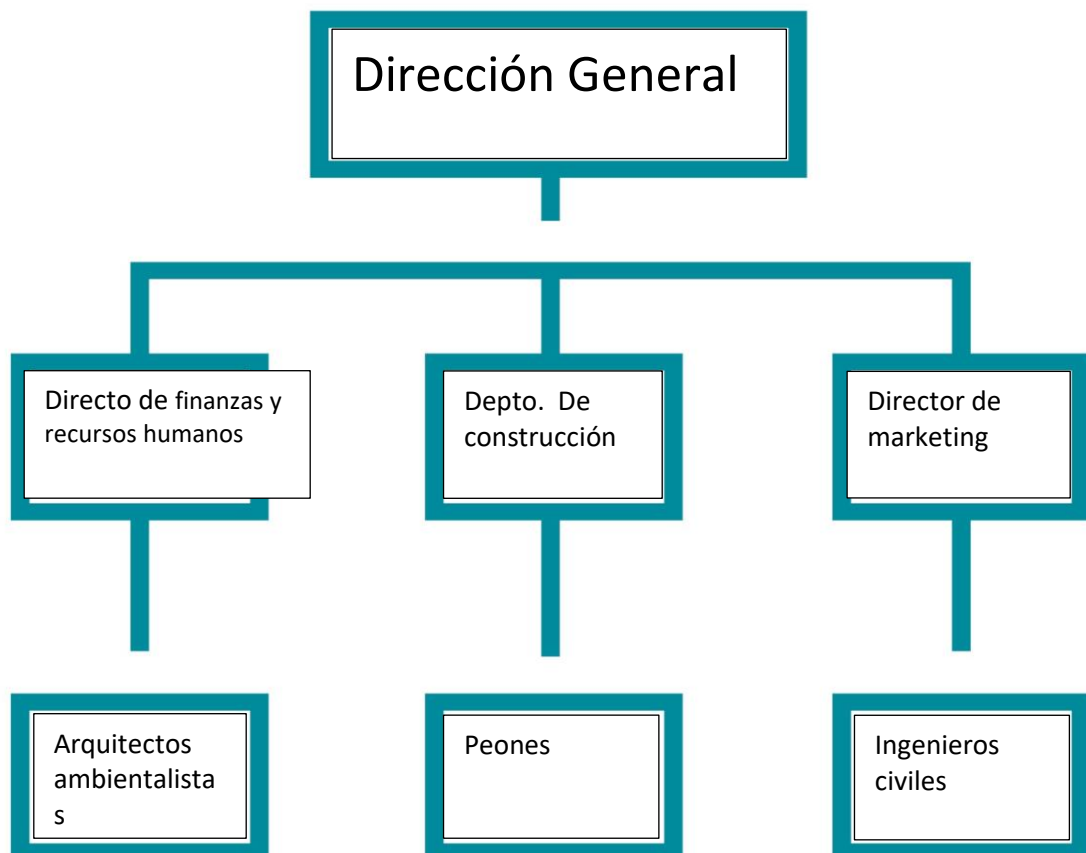 Dirección General
Directo de finanzas y
recursos humanos
Depto. De
construcción
Director de
marketing
Arquitectos
ambientalista
s
Peones
Ingenieros
civiles